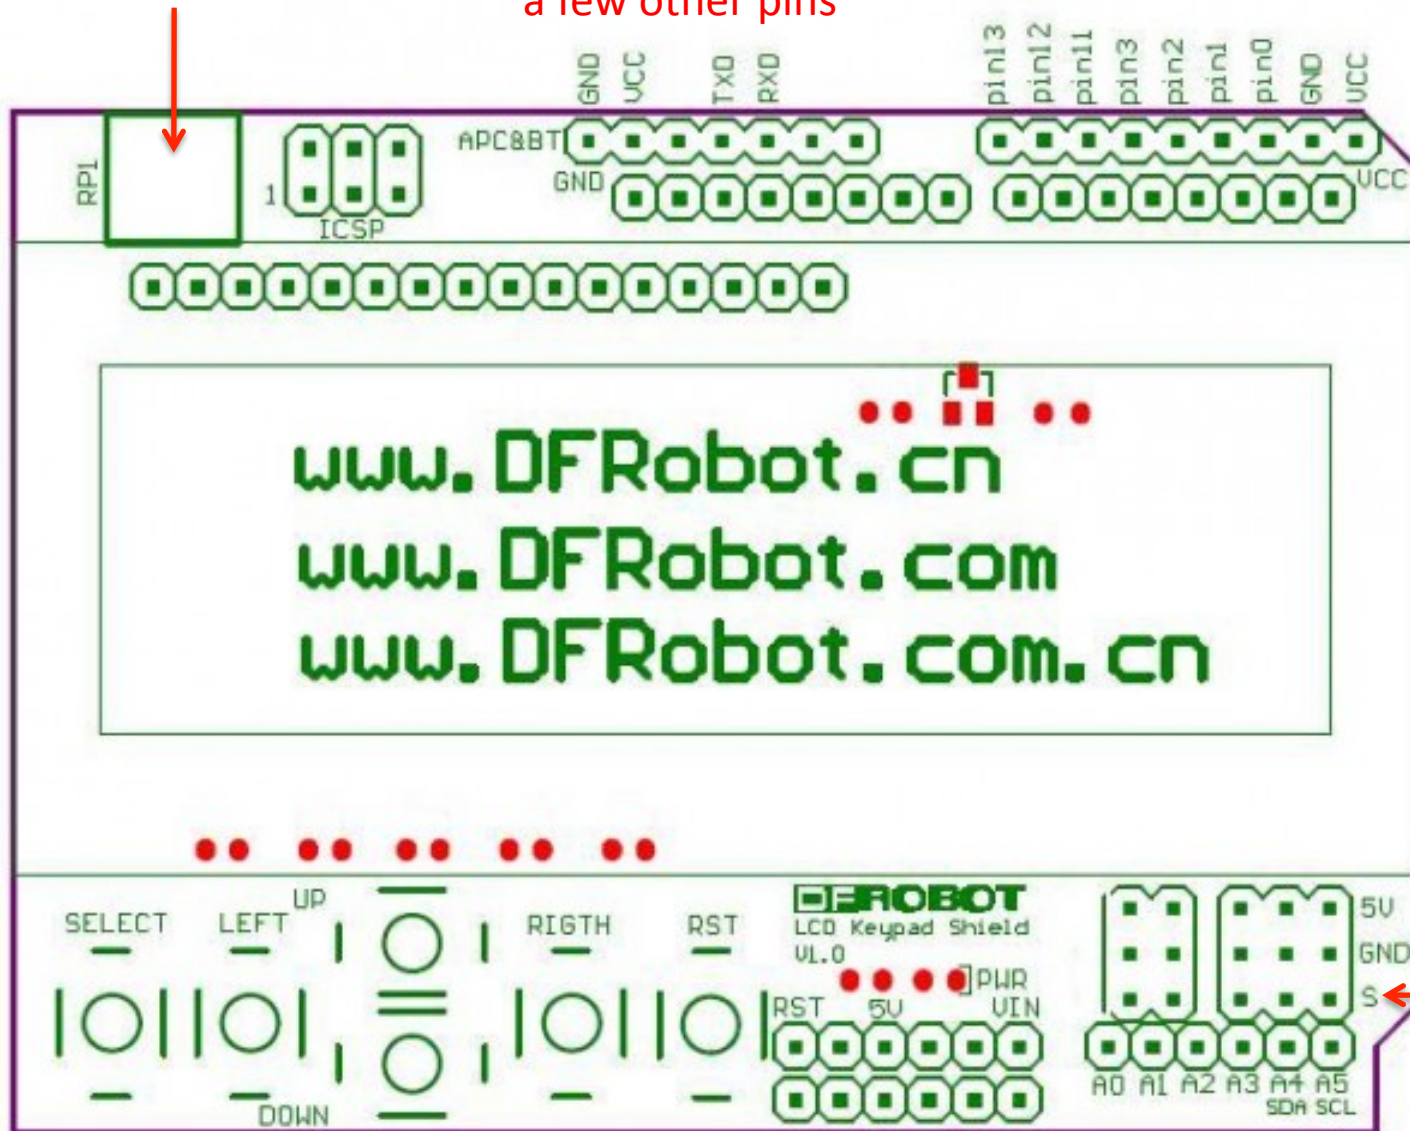 a few other pins
GND VCC TXD RXD
pin13 pin12 pin11 pin3 pin2 pin1 pin0 GND VCC
RP1
1
ICSP
APC&BT
GND
VCC
www.DFRobot.cn
www.DFRobot.com
www.DFRobot.com.cn
SELECT
LEFT
UP
DOWN
RIGTH
RST
DFROBOT
LCD Keypad Shield
V1.0
PWR
RST 5V VIN
5V
GND
S
A0 A1 A2 A3 A4 A5
SDA SCL